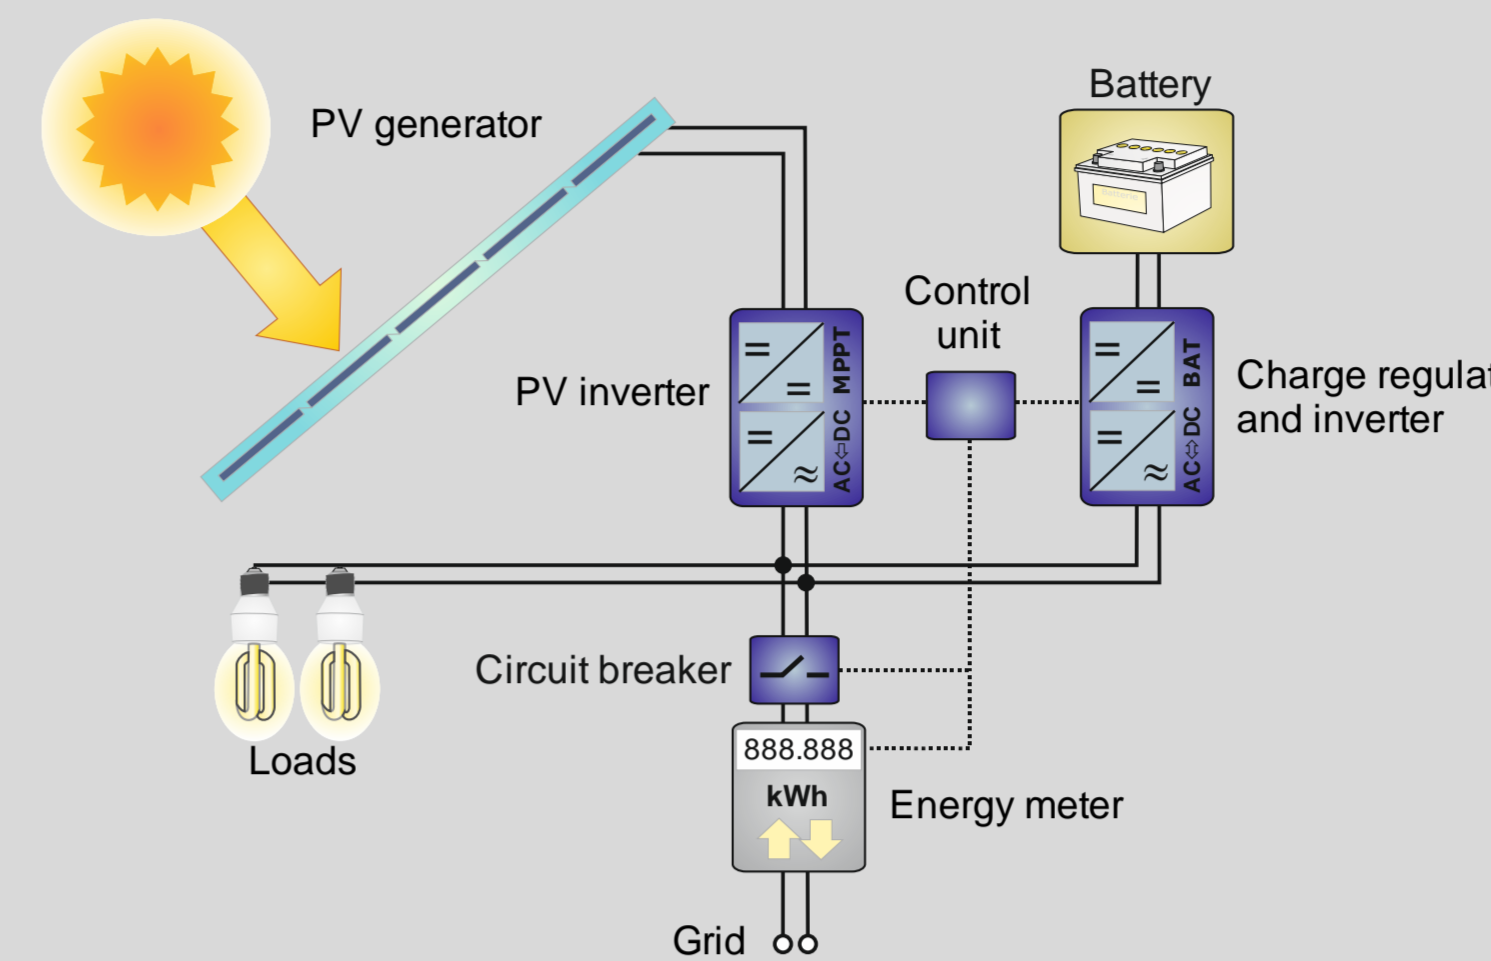 Battery
PV generator
Batterie
Control
unit
MPPT
BAT
PV inverter
Charge regulat
and inverter
AC⇦DC
AC⇔DC
Circuit breaker
888.888
kWh
Loads
Energy meter
Grid